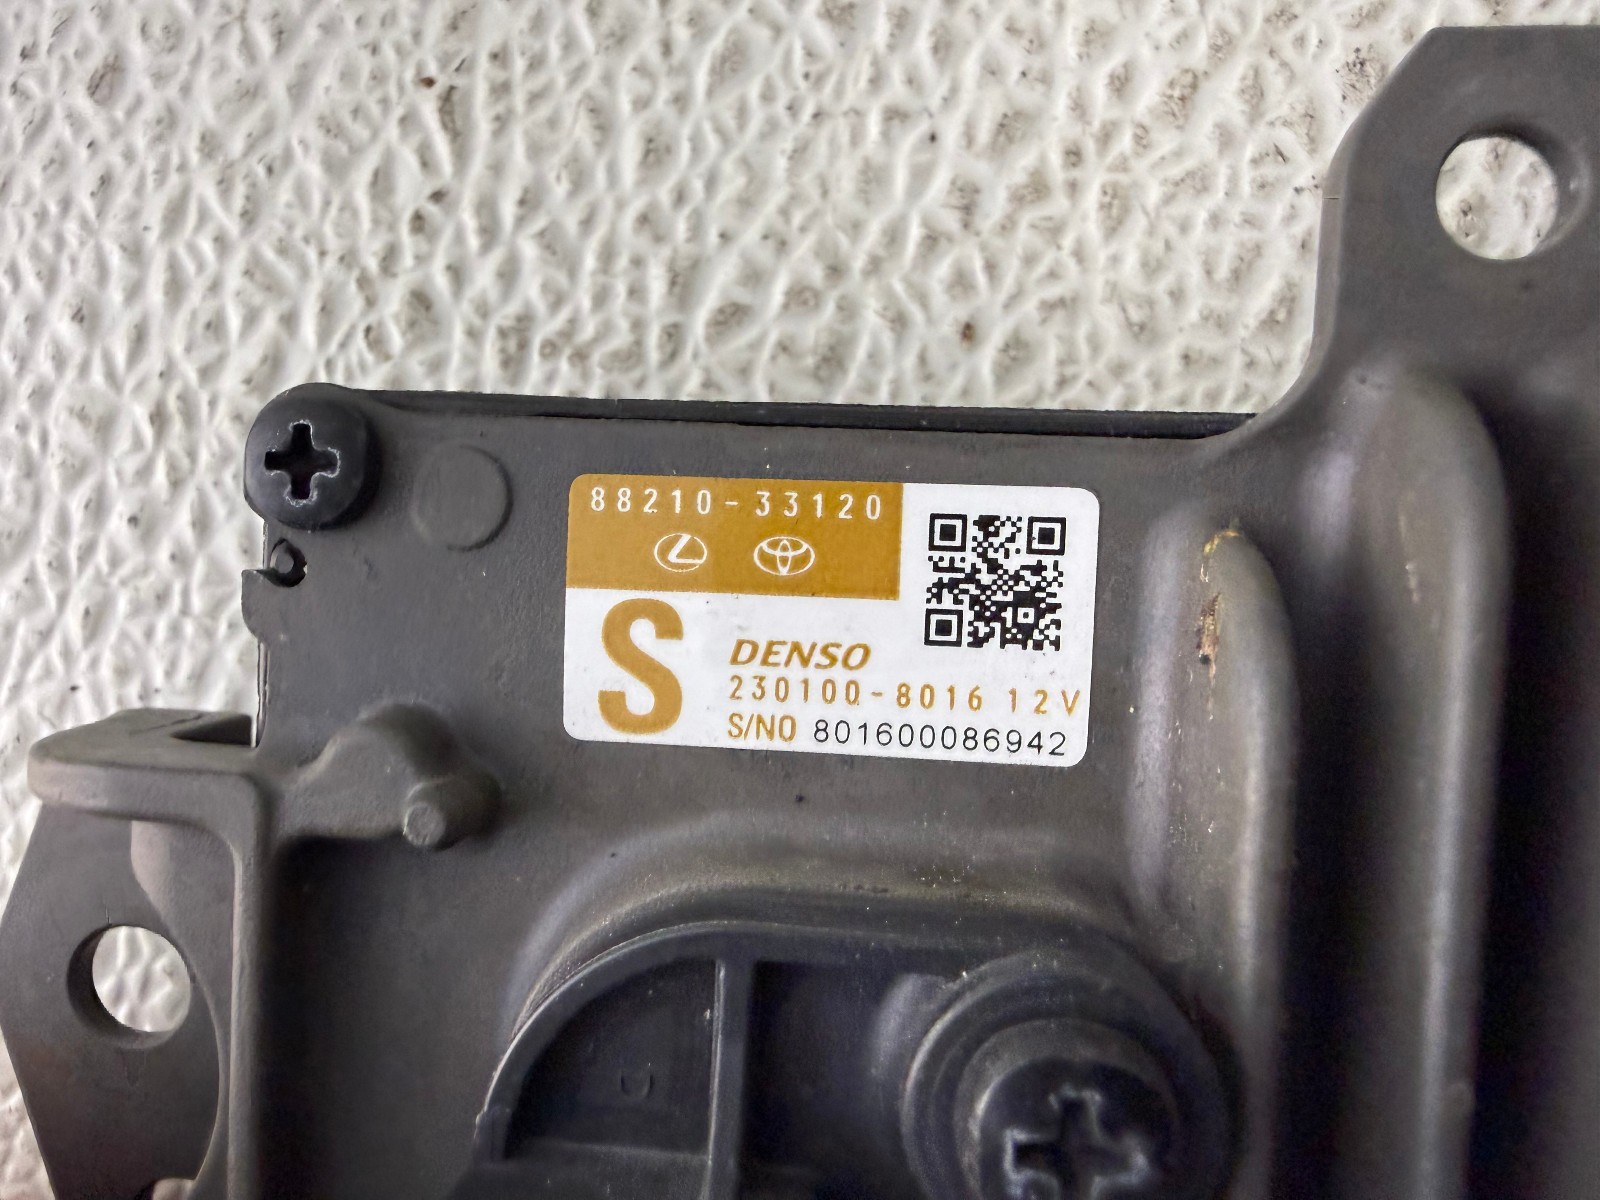 88210-33120
S
DENSO
230100-8016 12V
S/NO 801600086942